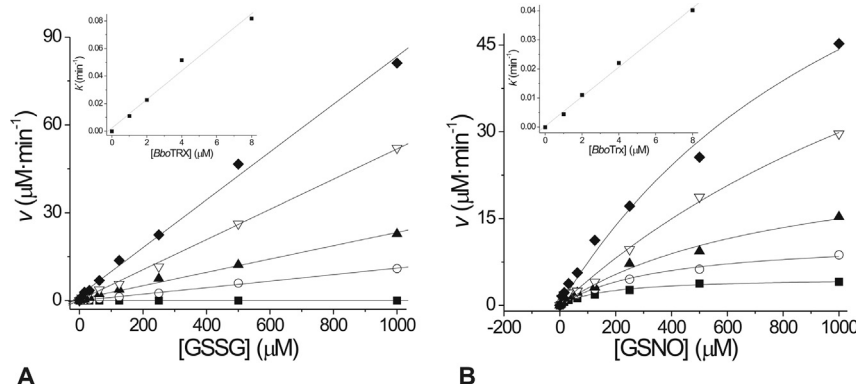 0.10
0.08
0.06
0.04
0.02
0.00
k'(min⁻¹)
0 2 4 6 8
[BboTRX] (μM)
90
60
30
0
v (μM·min⁻¹)
0 200 400 600 800 1000
[GSSG] (μM)
A
0.04
0.03
0.02
0.01
0.00
k'(min⁻¹)
0 2 4 6 8
[BboTrx] (μM)
45
30
15
0
v (μM·min⁻¹)
-200 0 200 400 600 800 1000
[GSNO] (μM)
B